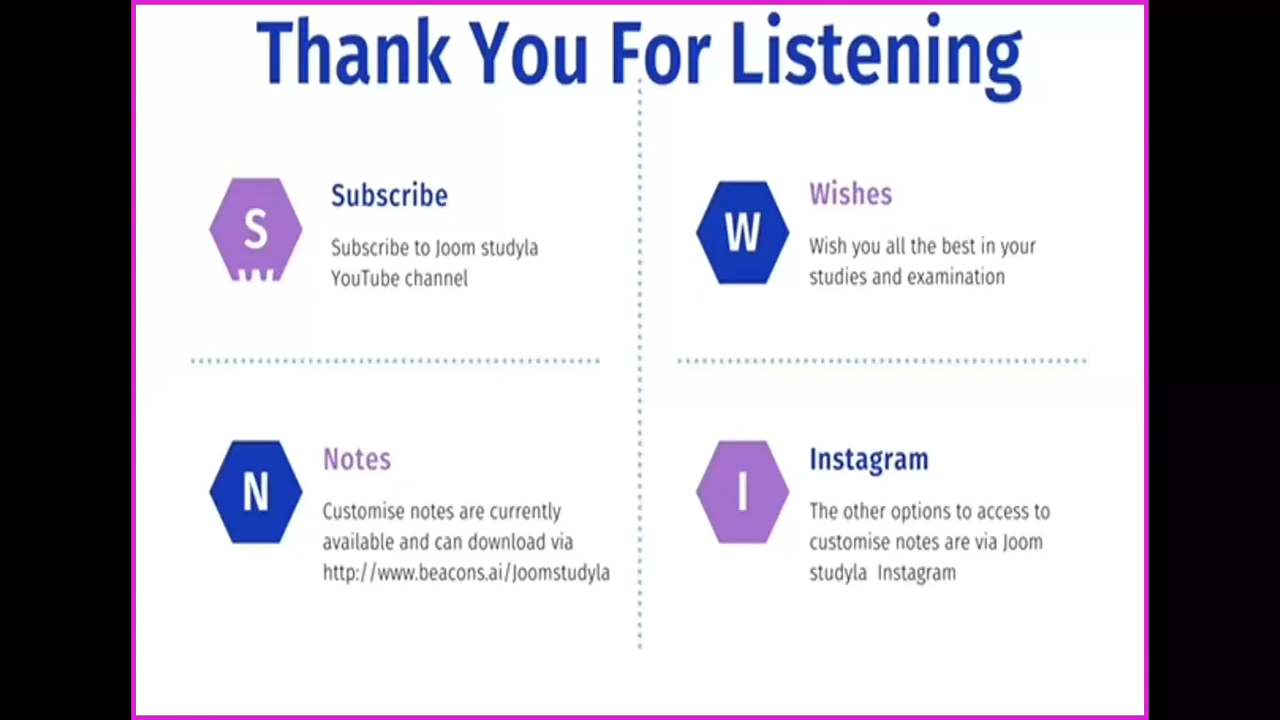 Thank You For Listening
S
W
Subscribe
Subscribe to Joom studyla
YouTube channel
W
Wishes
Wish you all the best in your
studies and examination
N
Notes
Customise notes are currently
available and can download via
http://www.beacons.ai/Joomstudyla
I
Instagram
The other options to access to
customise notes are via Joom
studyla Instagram